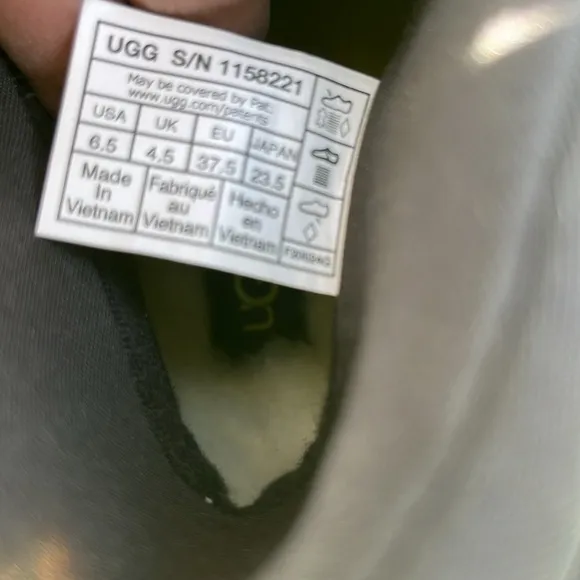 UGG S/N 1158221
May be covered by Pat.
www.ugg.com/patents
USA UK EU JAPAN
6.5 4.5 37.5 23.5
Made In Vietnam
Fabriqué au Vietnam
Hecho en Vietnam
on